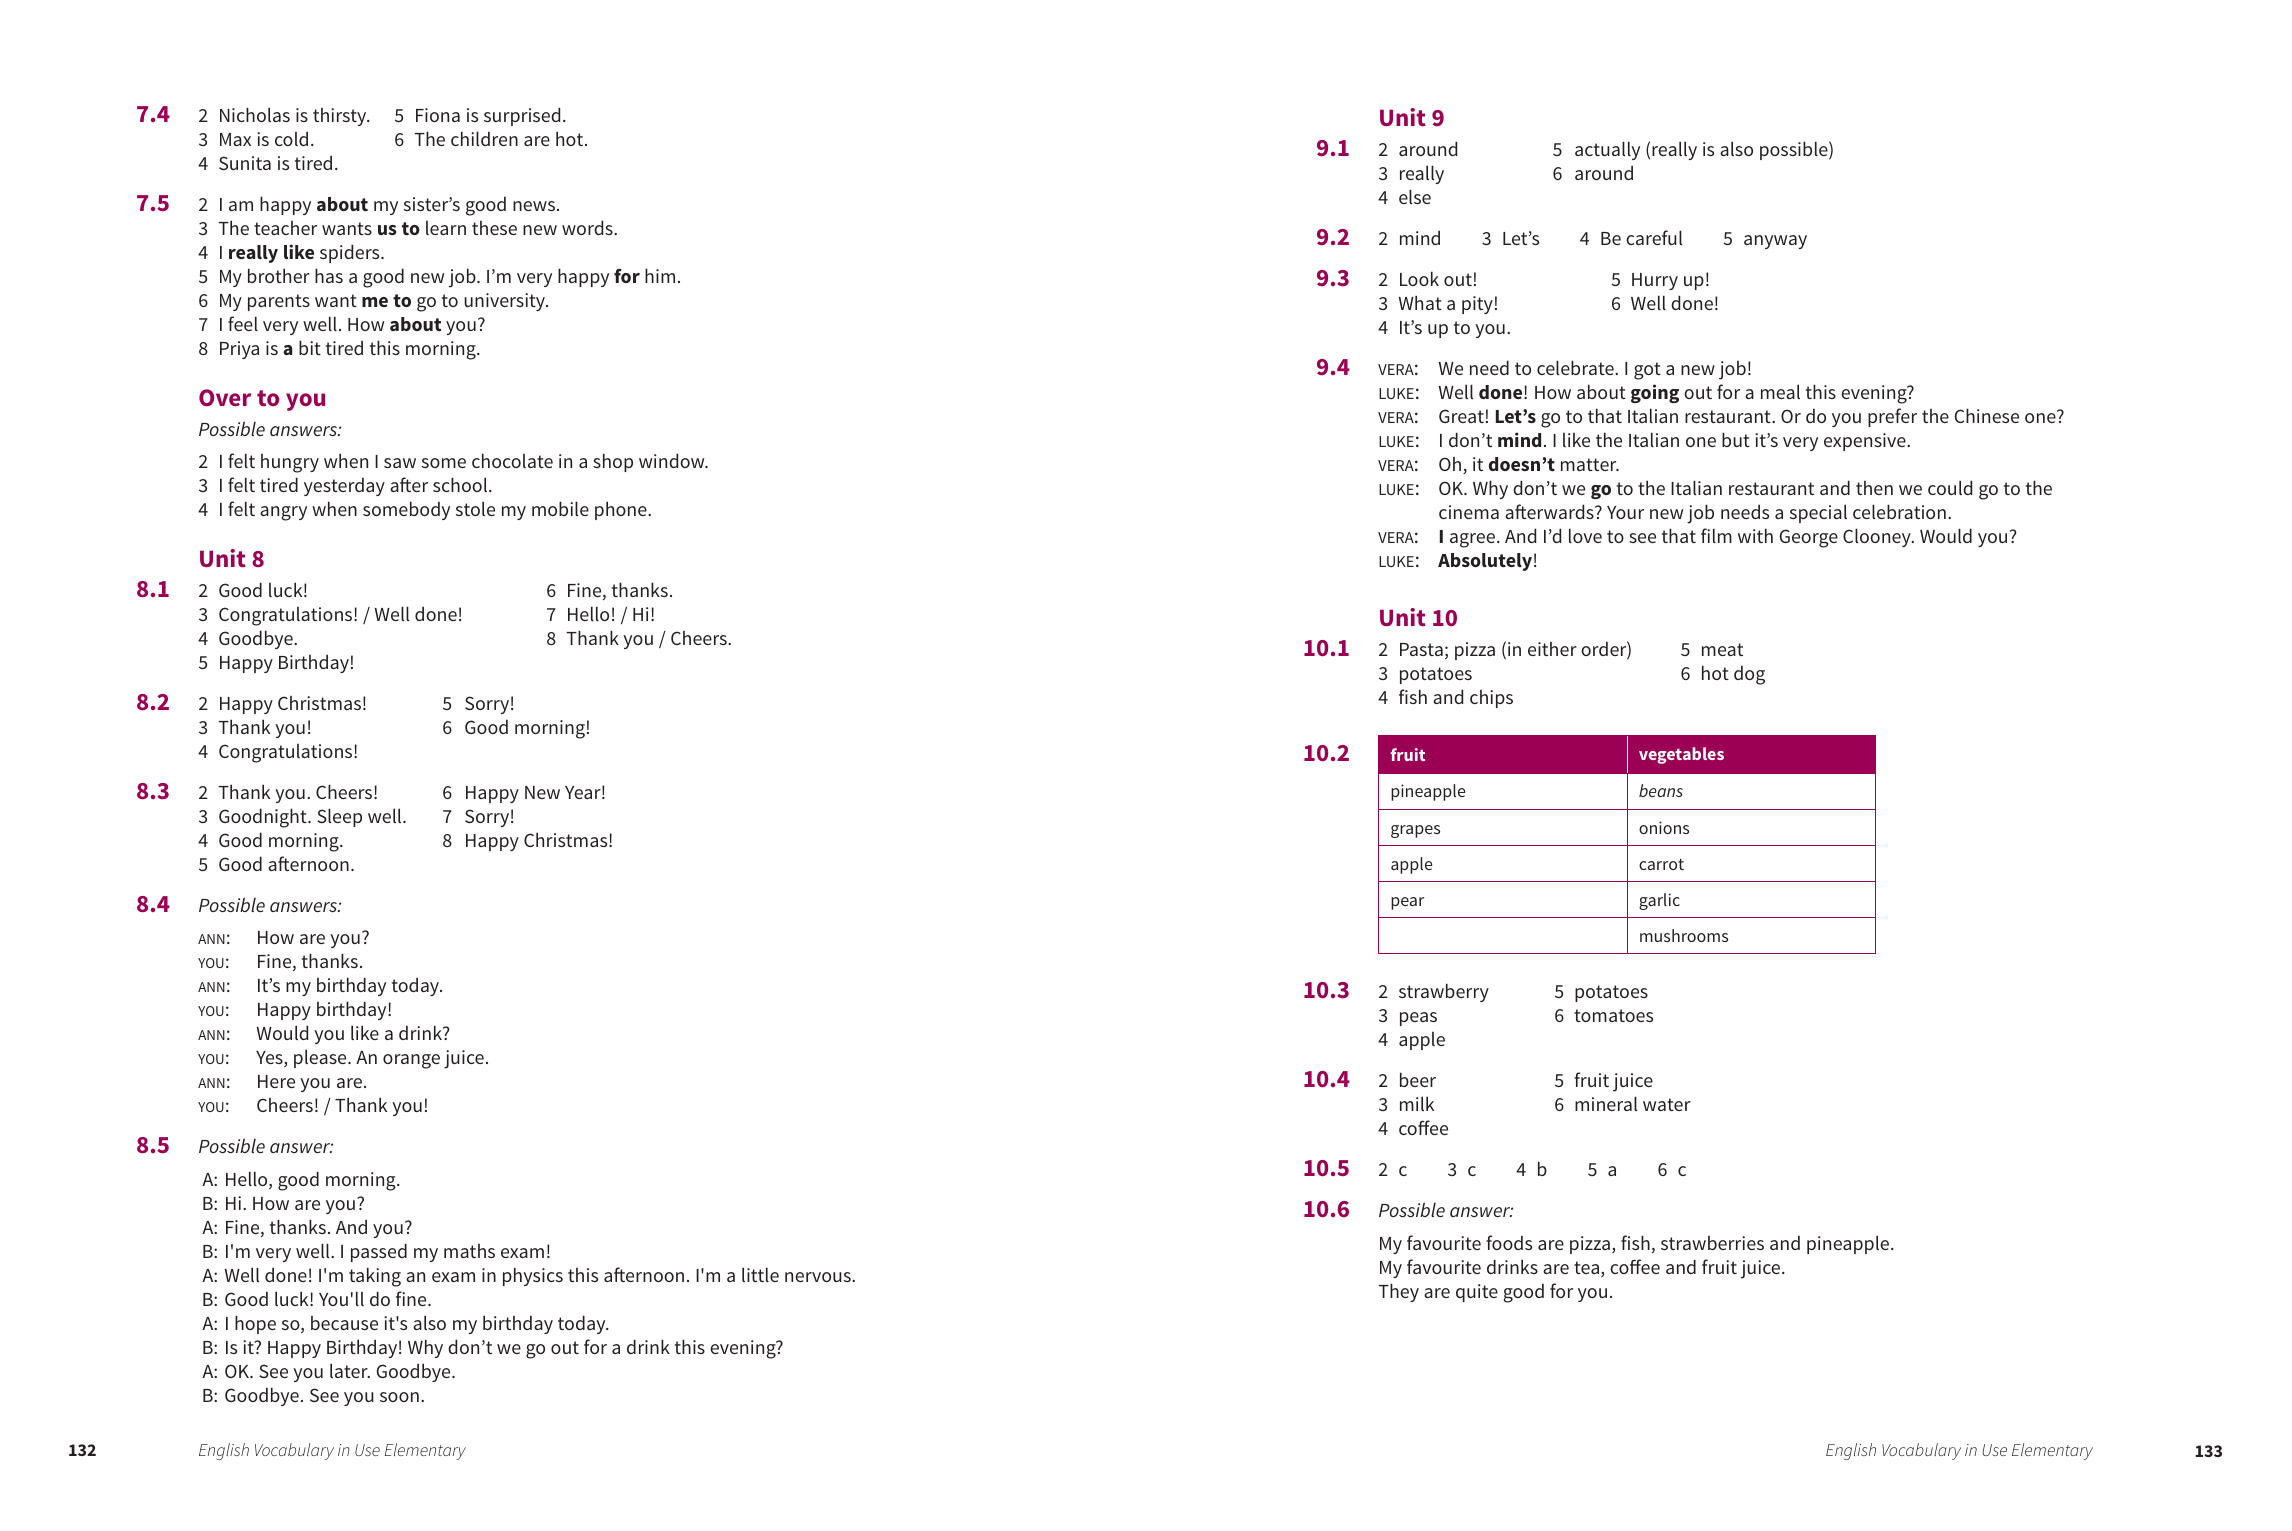 7.4 2 Nicholas is thirsty. 5 Fiona is surprised.
3 Max is cold. 6 The children are hot.
4 Sunita is tired.
7.5 2 I am happy about my sister’s good news.
3 The teacher wants us to learn these new words.
4 I really like spiders.
5 My brother has a good new job. I’m very happy for him.
6 My parents want me to go to university.
7 I feel very well. How about you?
8 Priya is a bit tired this morning.
Over to you
Possible answers:
2 I felt hungry when I saw some chocolate in a shop window.
3 I felt tired yesterday after school.
4 I felt angry when somebody stole my mobile phone.
Unit 8
8.1 2 Good luck! 6 Fine, thanks.
3 Congratulations! / Well done! 7 Hello! / Hi!
4 Goodbye. 8 Thank you / Cheers.
5 Happy Birthday!
8.2 2 Happy Christmas! 5 Sorry!
3 Thank you! 6 Good morning!
4 Congratulations!
8.3 2 Thank you. Cheers! 6 Happy New Year!
3 Goodnight. Sleep well. 7 Sorry!
4 Good morning. 8 Happy Christmas!
5 Good afternoon.
8.4 Possible answers:
ANN: How are you?
YOU: Fine, thanks.
ANN: It’s my birthday today.
YOU: Happy birthday!
ANN: Would you like a drink?
YOU: Yes, please. An orange juice.
ANN: Here you are.
YOU: Cheers! / Thank you!
8.5 Possible answer:
A: Hello, good morning.
B: Hi. How are you?
A: Fine, thanks. And you?
B: I'm very well. I passed my maths exam!
A: Well done! I'm taking an exam in physics this afternoon. I'm a little nervous.
B: Good luck! You'll do fine.
A: I hope so, because it's also my birthday today.
B: Is it? Happy Birthday! Why don’t we go out for a drink this evening?
A: OK. See you later. Goodbye.
B: Goodbye. See you soon.
132 English Vocabulary in Use Elementary
Unit 9
9.1 2 around 5 actually (really is also possible)
3 really 6 around
4 else
9.2 2 mind 3 Let’s 4 Be careful 5 anyway
9.3 2 Look out! 5 Hurry up!
3 What a pity! 6 Well done!
4 It’s up to you.
9.4 VERA: We need to celebrate. I got a new job!
LUKE: Well done! How about going out for a meal this evening?
VERA: Great! Let’s go to that Italian restaurant. Or do you prefer the Chinese one?
LUKE: I don’t mind. I like the Italian one but it’s very expensive.
VERA: Oh, it doesn’t matter.
LUKE: OK. Why don’t we go to the Italian restaurant and then we could go to the
cinema afterwards? Your new job needs a special celebration.
VERA: I agree. And I’d love to see that film with George Clooney. Would you?
LUKE: Absolutely!
Unit 10
10.1 2 Pasta; pizza (in either order) 5 meat
3 potatoes 6 hot dog
4 fish and chips
10.2 fruit vegetables
pineapple beans
grapes onions
apple carrot
pear garlic
mushrooms
10.3 2 strawberry 5 potatoes
3 peas 6 tomatoes
4 apple
10.4 2 beer 5 fruit juice
3 milk 6 mineral water
4 coffee
10.5 2 c 3 c 4 b 5 a 6 c
10.6 Possible answer:
My favourite foods are pizza, fish, strawberries and pineapple.
My favourite drinks are tea, coffee and fruit juice.
They are quite good for you.
English Vocabulary in Use Elementary 133